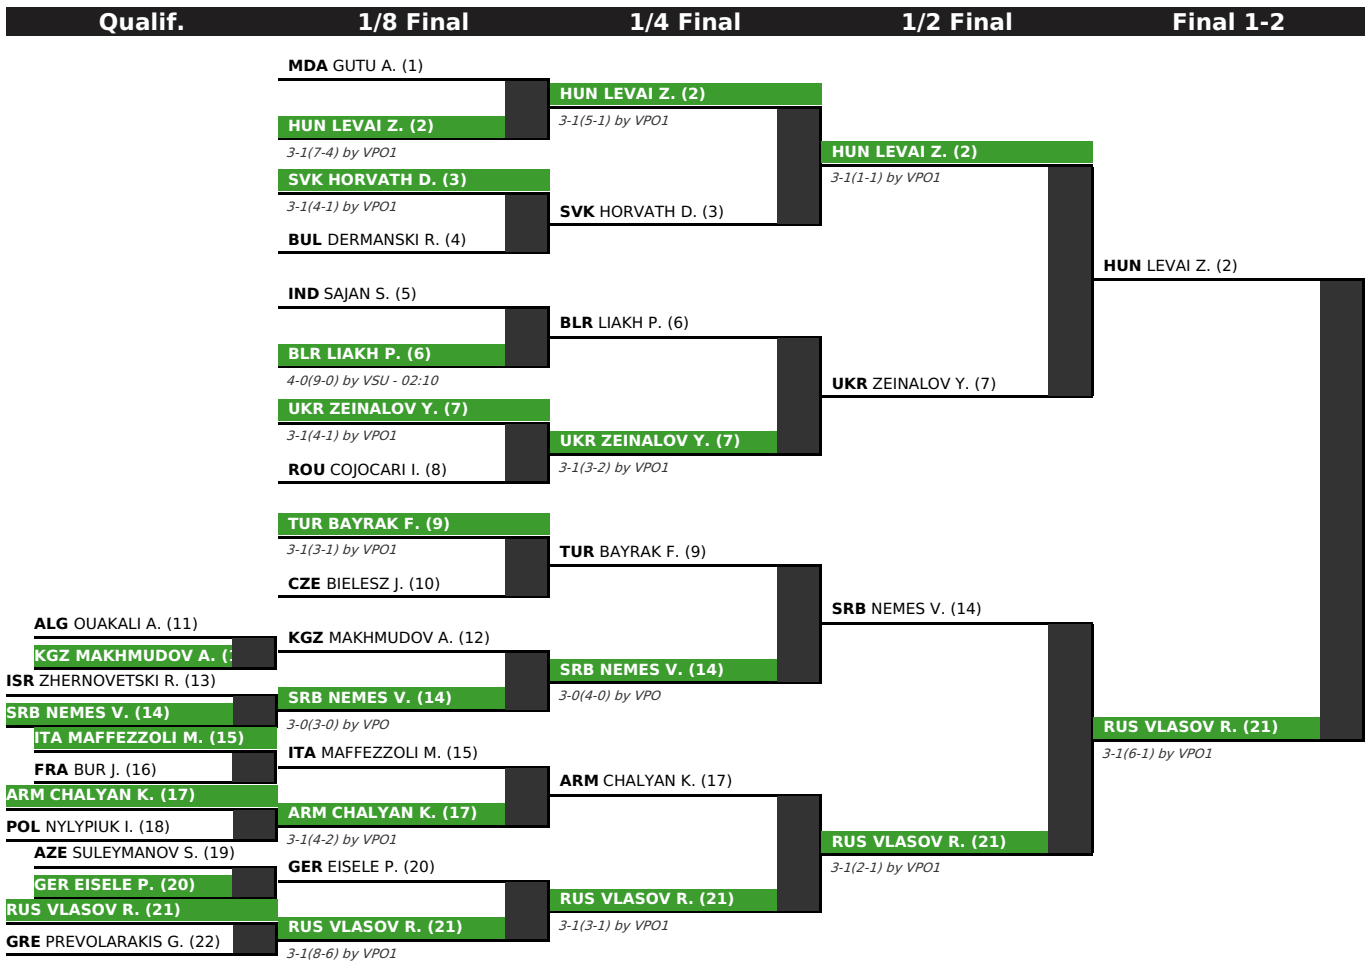 Qualif.
1/8 Final
1/4 Final
1/2 Final
Final 1-2
ALG OUAKALI A. (11)
KGZ MAKHMUDOV A. (1
ISR ZHERNOVETSKI R. (13)
SRB NEMES V. (14)
ITA MAFFEZZOLI M. (15)
FRA BUR J. (16)
ARM CHALYAN K. (17)
POL NYLYPIUK I. (18)
AZE SULEYMANOV S. (19)
GER EISELE P. (20)
RUS VLASOV R. (21)
GRE PREVOLARAKIS G. (22)
MDA GUTU A. (1)
HUN LEVAI Z. (2)
3-1(7-4) by VPO1
SVK HORVATH D. (3)
3-1(4-1) by VPO1
BUL DERMANSKI R. (4)
IND SAJAN S. (5)
BLR LIAKH P. (6)
4-0(9-0) by VSU - 02:10
UKR ZEINALOV Y. (7)
3-1(4-1) by VPO1
ROU COJOCARI I. (8)
TUR BAYRAK F. (9)
3-1(3-1) by VPO1
CZE BIELESZ J. (10)
KGZ MAKHMUDOV A. (12)
SRB NEMES V. (14)
3-0(3-0) by VPO
ITA MAFFEZZOLI M. (15)
ARM CHALYAN K. (17)
3-1(4-2) by VPO1
GER EISELE P. (20)
RUS VLASOV R. (21)
3-1(8-6) by VPO1
HUN LEVAI Z. (2)
3-1(5-1) by VPO1
SVK HORVATH D. (3)
BLR LIAKH P. (6)
UKR ZEINALOV Y. (7)
3-1(3-2) by VPO1
TUR BAYRAK F. (9)
SRB NEMES V. (14)
3-0(4-0) by VPO
ARM CHALYAN K. (17)
RUS VLASOV R. (21)
3-1(3-1) by VPO1
HUN LEVAI Z. (2)
3-1(1-1) by VPO1
UKR ZEINALOV Y. (7)
SRB NEMES V. (14)
RUS VLASOV R. (21)
3-1(2-1) by VPO1
HUN LEVAI Z. (2)
RUS VLASOV R. (21)
3-1(6-1) by VPO1